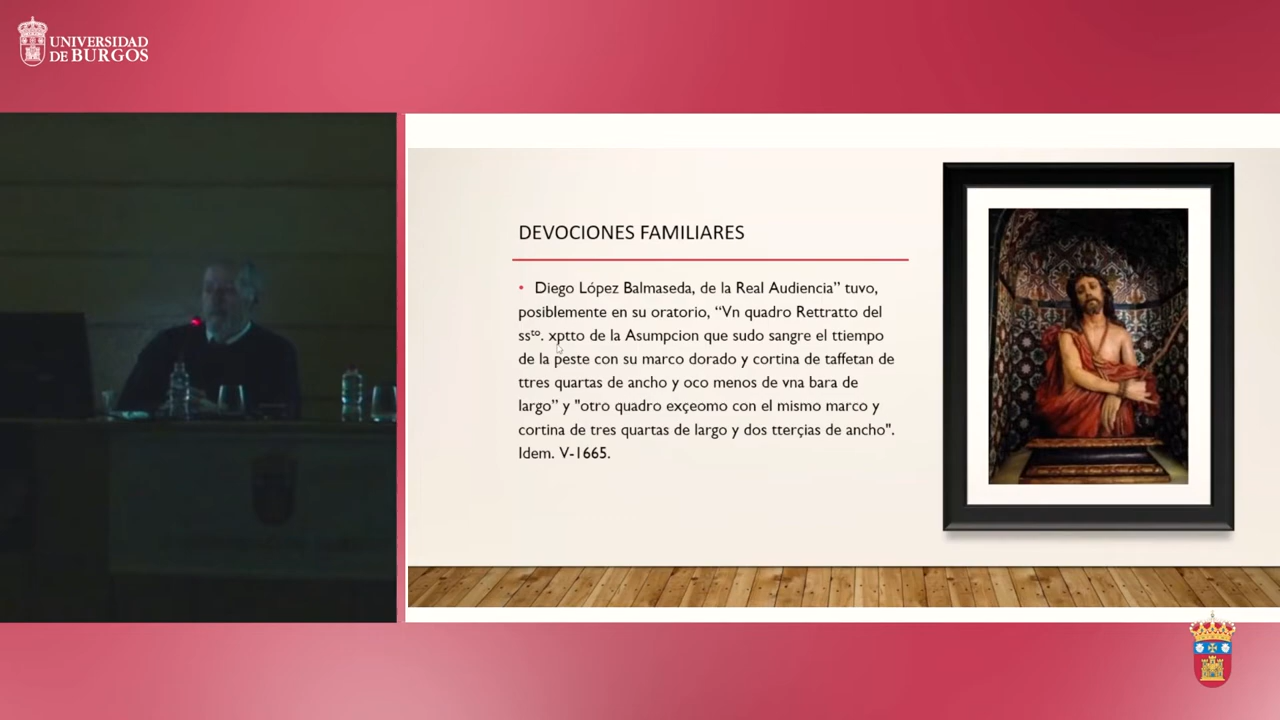 UNIVERSIDAD
DE BURGOS
DEVOCIONES FAMILIARES
• Diego López Balmaseda, de la Real Audiencia” tuvo,
posiblemente en su oratorio, “Vn quadro Rettratto del
ssᵗᵒ. xptto de la Asumpcion que sudo sangre el ttiempo
de la peste con su marco dorado y cortina de taffetan de
ttres quartas de ancho y oco menos de vna bara de
largo” y "otro quadro exçeomo con el mismo marco y
cortina de tres quartas de largo y dos tterçias de ancho".
Idem. V-1665.